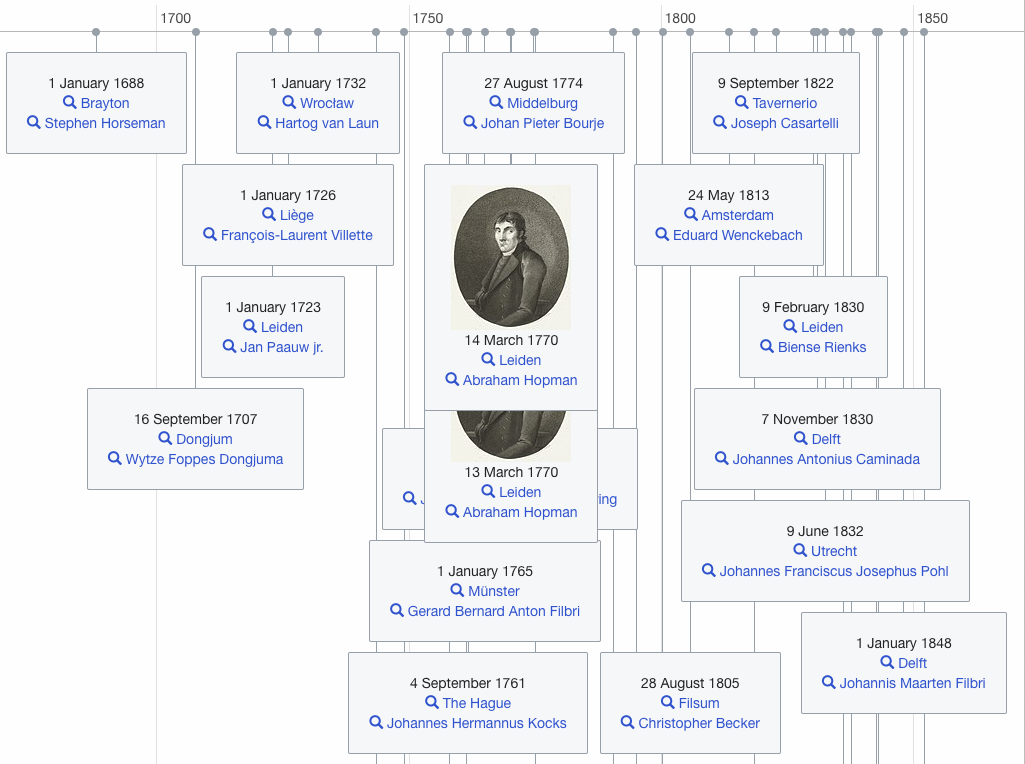 1700
1750
1800
1850
1 January 1688
Brayton
Stephen Horseman
1 January 1732
Wrocław
Hartog van Laun
27 August 1774
Middelburg
Johan Pieter Bourje
9 September 1822
Tavernerio
Joseph Casartelli
1 January 1726
Liège
François-Laurent Villette
14 March 1770
Leiden
Abraham Hopman
24 May 1813
Amsterdam
Eduard Wenckebach
1 January 1723
Leiden
Jan Paauw jr.
9 February 1830
Leiden
Biense Rienks
16 September 1707
Dongjum
Wytze Foppes Dongjuma
13 March 1770
Leiden
Abraham Hopman
7 November 1830
Delft
Johannes Antonius Caminada
1 January 1765
Münster
Gerard Bernard Anton Filbri
9 June 1832
Utrecht
Johannes Franciscus Josephus Pohl
4 September 1761
The Hague
Johannes Hermannus Kocks
28 August 1805
Filsum
Christopher Becker
1 January 1848
Delft
Johannis Maarten Filbri